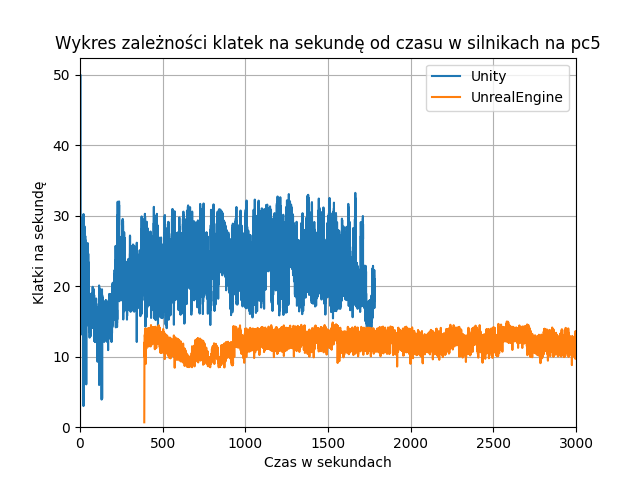 Wykres zależności klatek na sekundę od czasu w silnikach na pc5
Unity
UnrealEngine
Klatki na sekundę
50
40
30
20
10
0
0 500 1000 1500 2000 2500 3000
Czas w sekundach